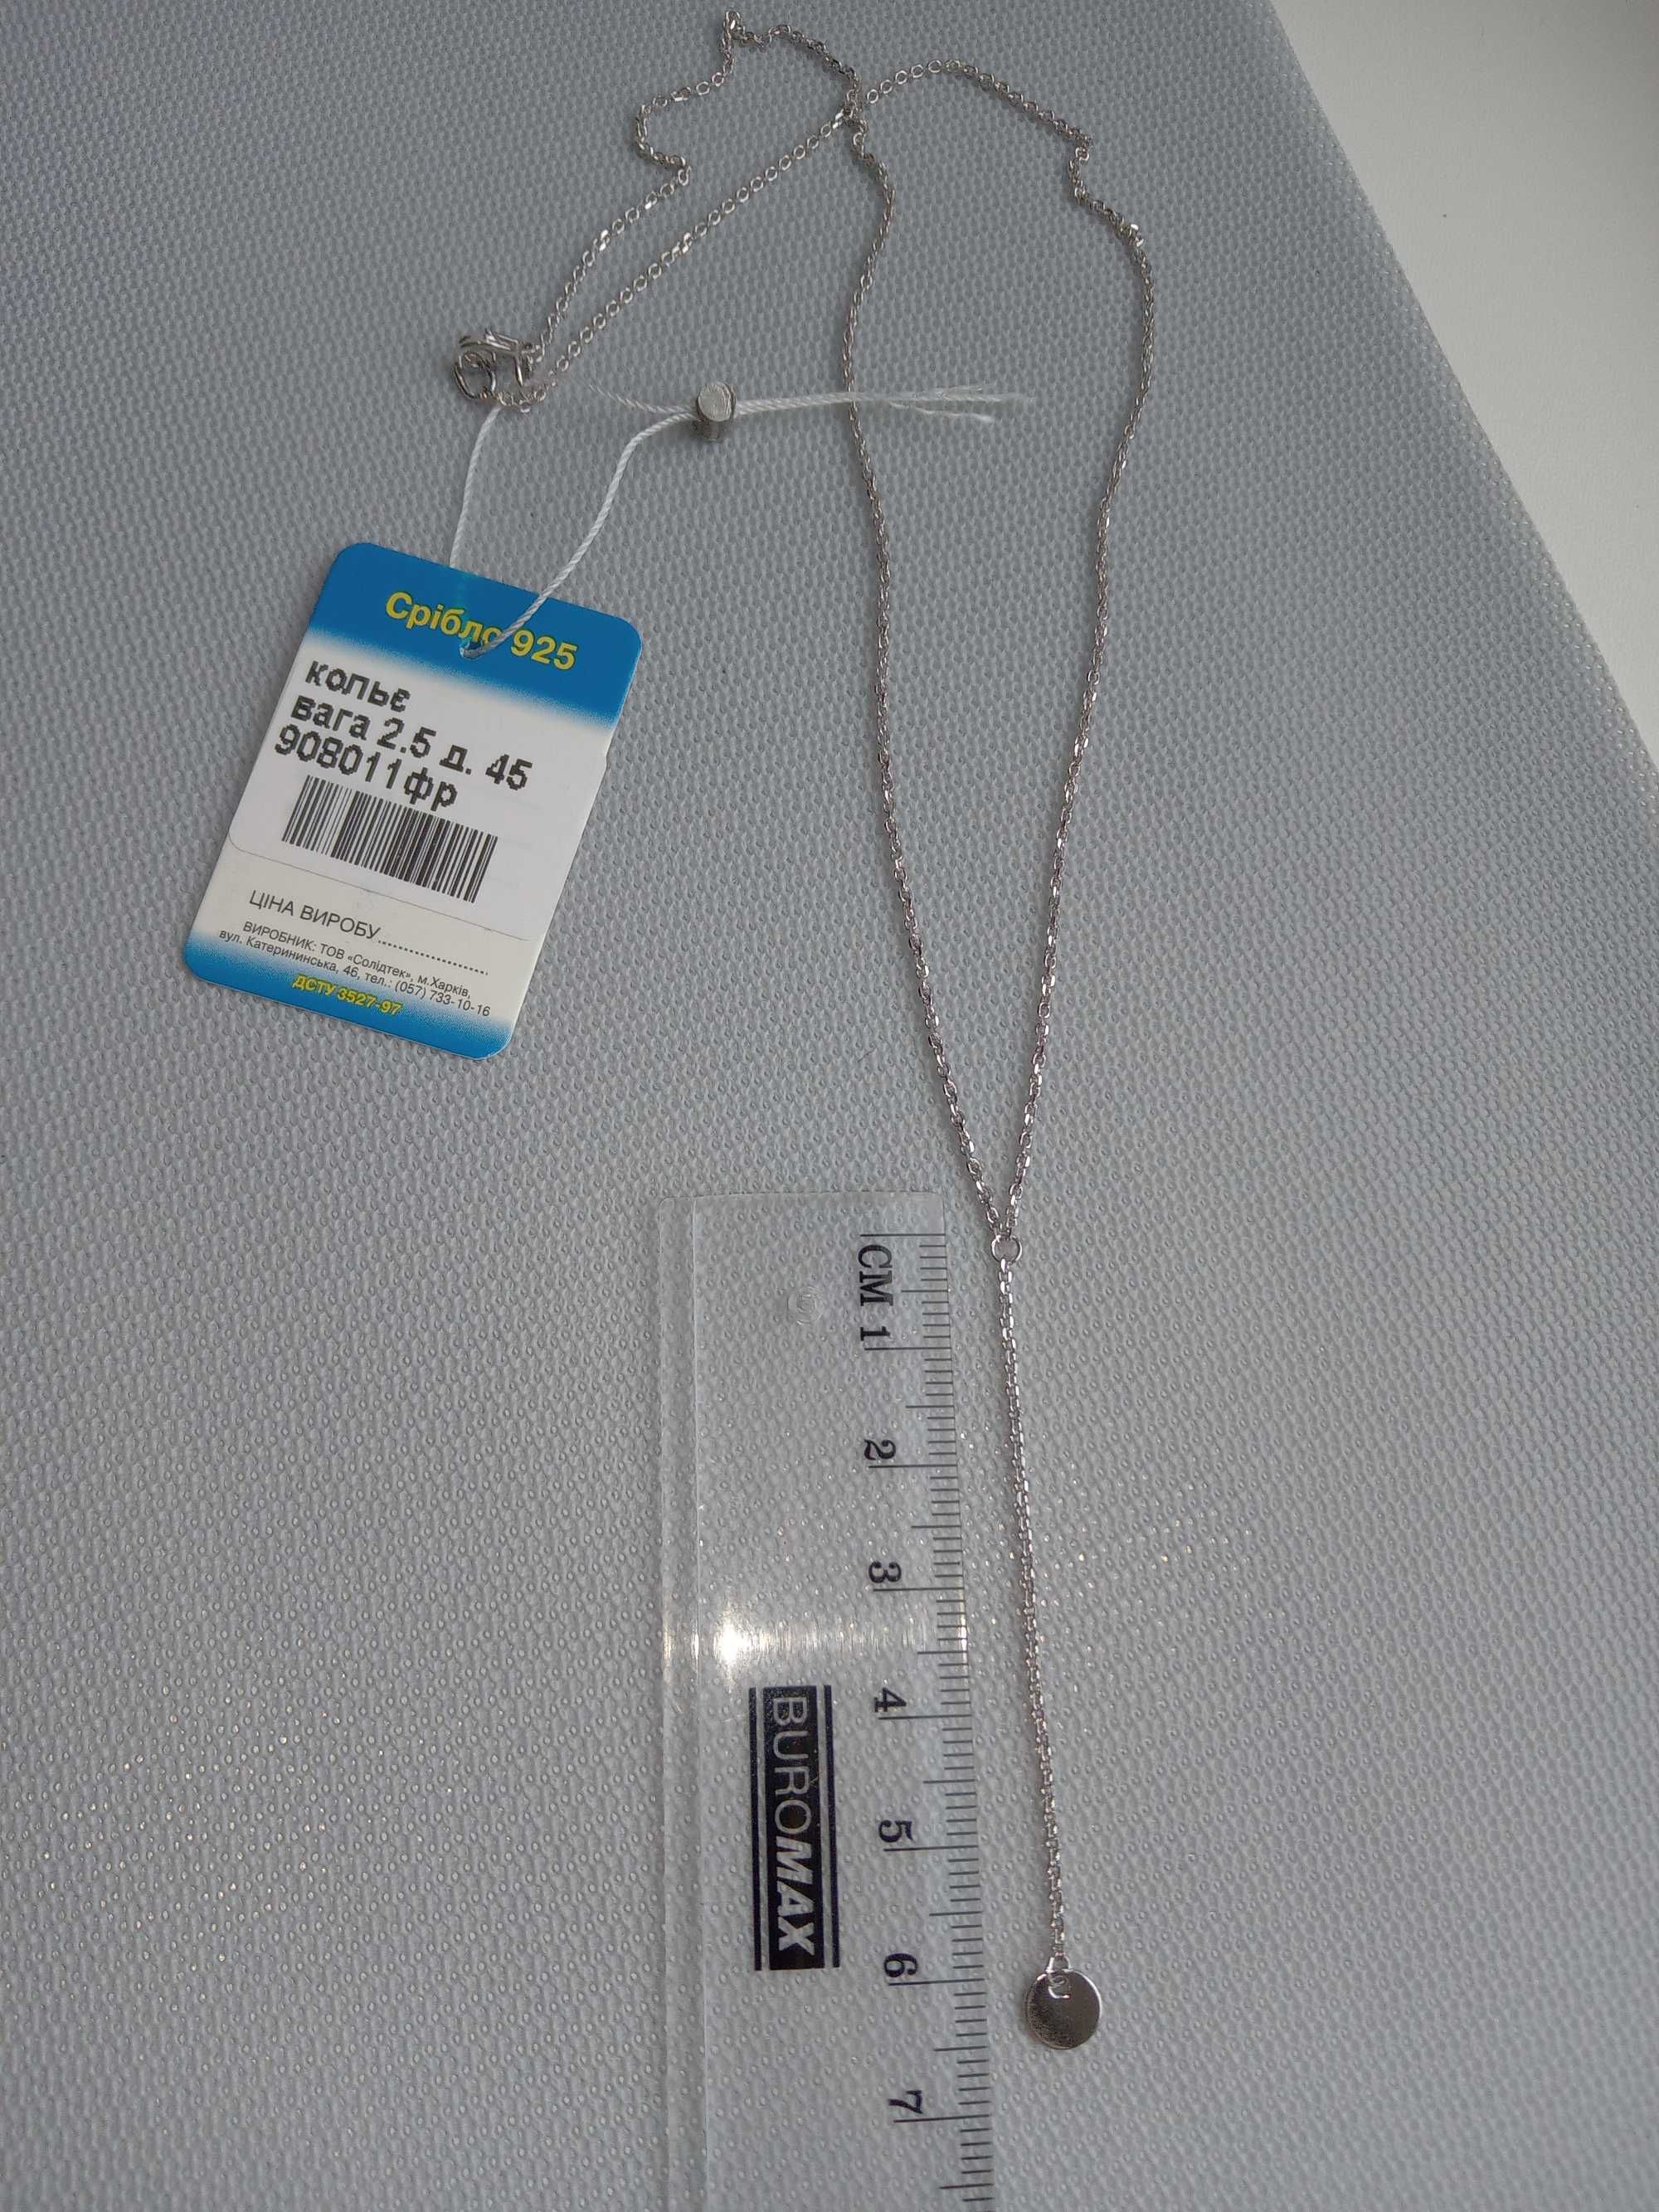 Срібло 925
кольє
вага 2.5 д. 45
908011фр
ЦІНА ВИРОБУ
ВИРОБНИК: ТОВ «Солідтек», м.Харків,
вул. Катерининська, 46, тел.: (057) 733-10-16
ДСТУ 3527-97
CM 1
2
3
4
5
6
7
BUROMAX